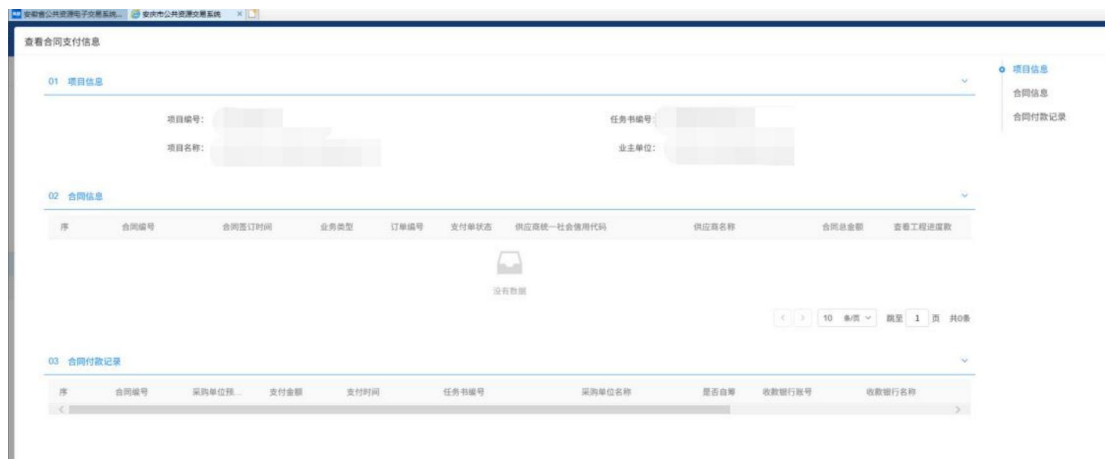 安徽省公共资源电子交易系统... 安庆市公共资源交易系统 ×
查看合同支付信息
01 项目信息
项目编号： 任务书编号：
项目名称： 业主单位：
02 合同信息
序 合同编号 合同签订时间 业务类型 订单编号 支付单状态 供应商统一社会信用代码 供应商名称 合同总金额 查看工程进度款
没有数据
< > 10 条/页 跳至 1 页 共0条
03 合同付款记录
序 合同编号 采购单位预... 支付金额 支付时间 任务书编号 采购单位名称 是否自筹 收款银行账号 收款银行名称
项目信息
合同信息
合同付款记录